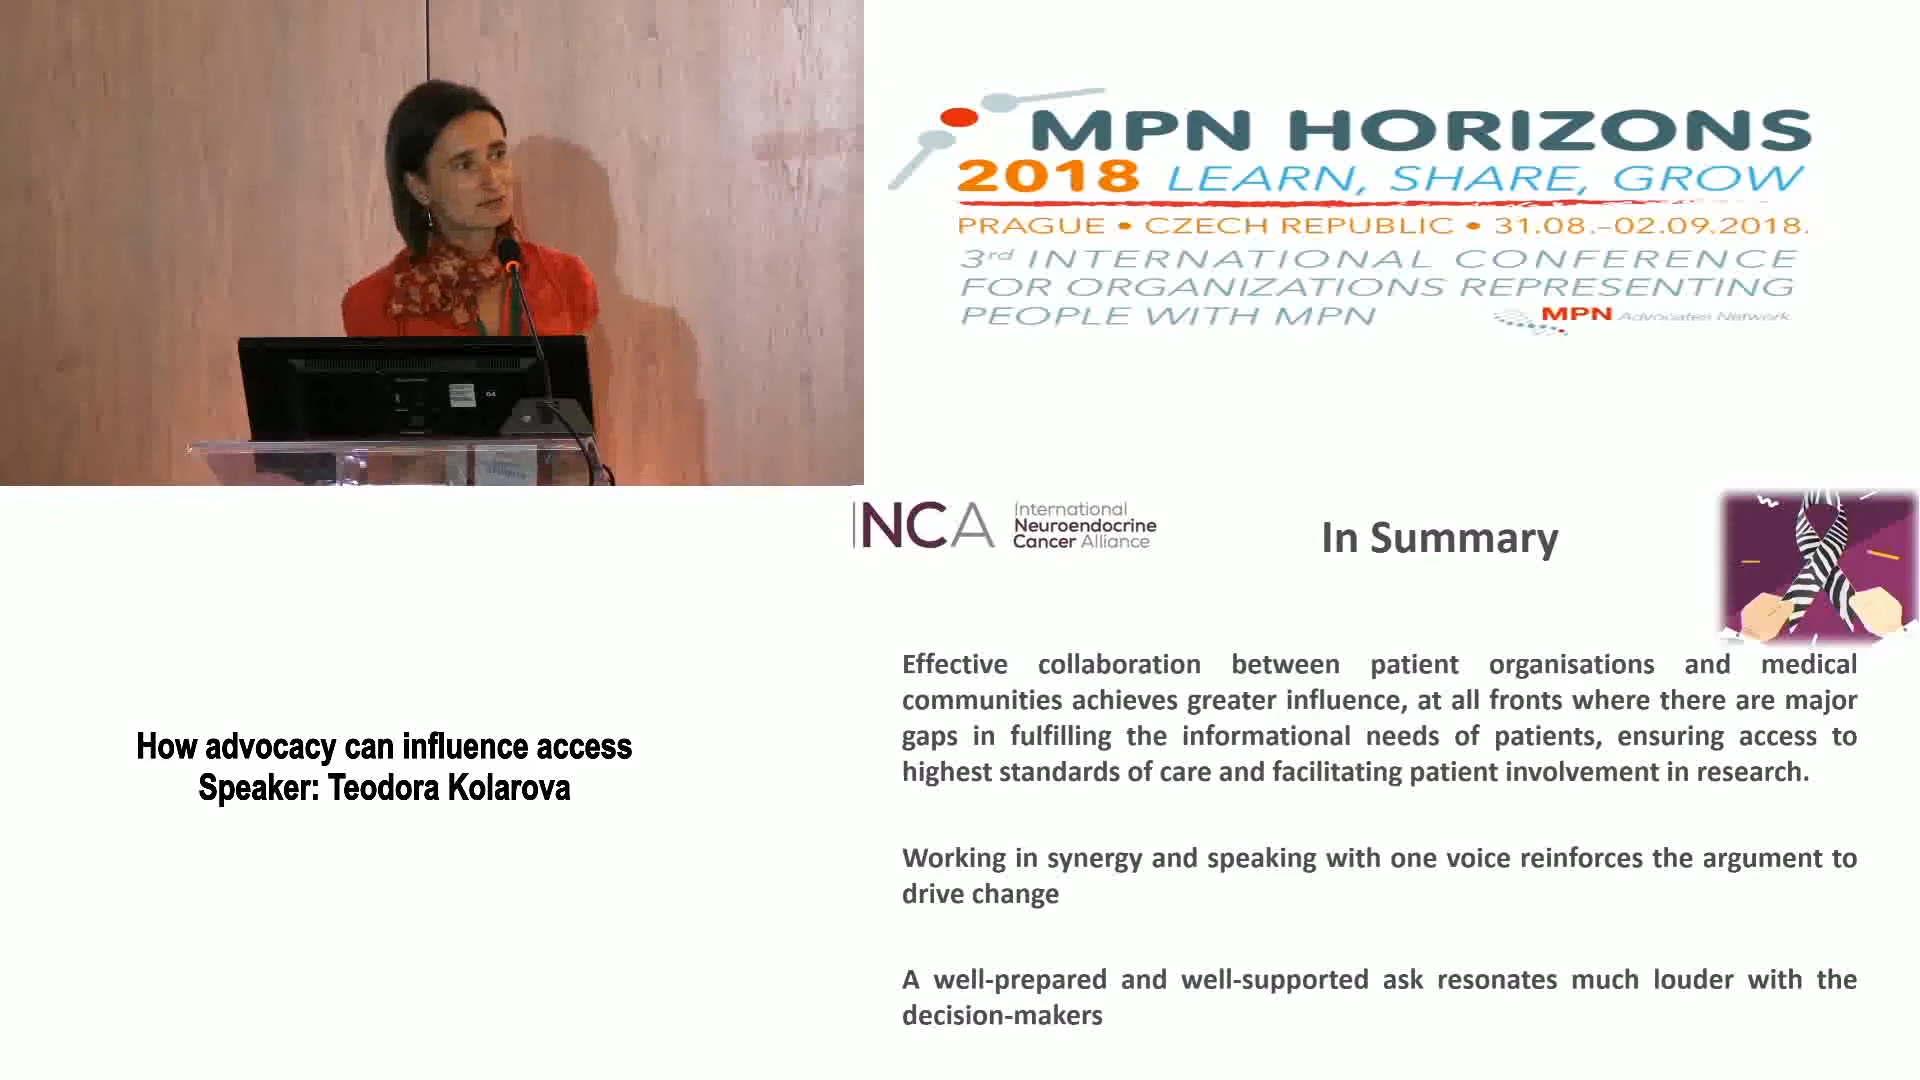 MPN HORIZONS
2018 LEARN, SHARE, GROW
PRAGUE • CZECH REPUBLIC • 31.08.–02.09.2018.
3rd INTERNATIONAL CONFERENCE
FOR ORGANIZATIONS REPRESENTING
PEOPLE WITH MPN
MPN Advocates Network
INCA International
Neuroendocrine
Cancer Alliance
In Summary
Effective collaboration between patient organisations and medical
communities achieves greater influence, at all fronts where there are major
gaps in fulfilling the informational needs of patients, ensuring access to
highest standards of care and facilitating patient involvement in research.
Working in synergy and speaking with one voice reinforces the argument to
drive change
A well-prepared and well-supported ask resonates much louder with the
decision-makers
How advocacy can influence access
Speaker: Teodora Kolarova